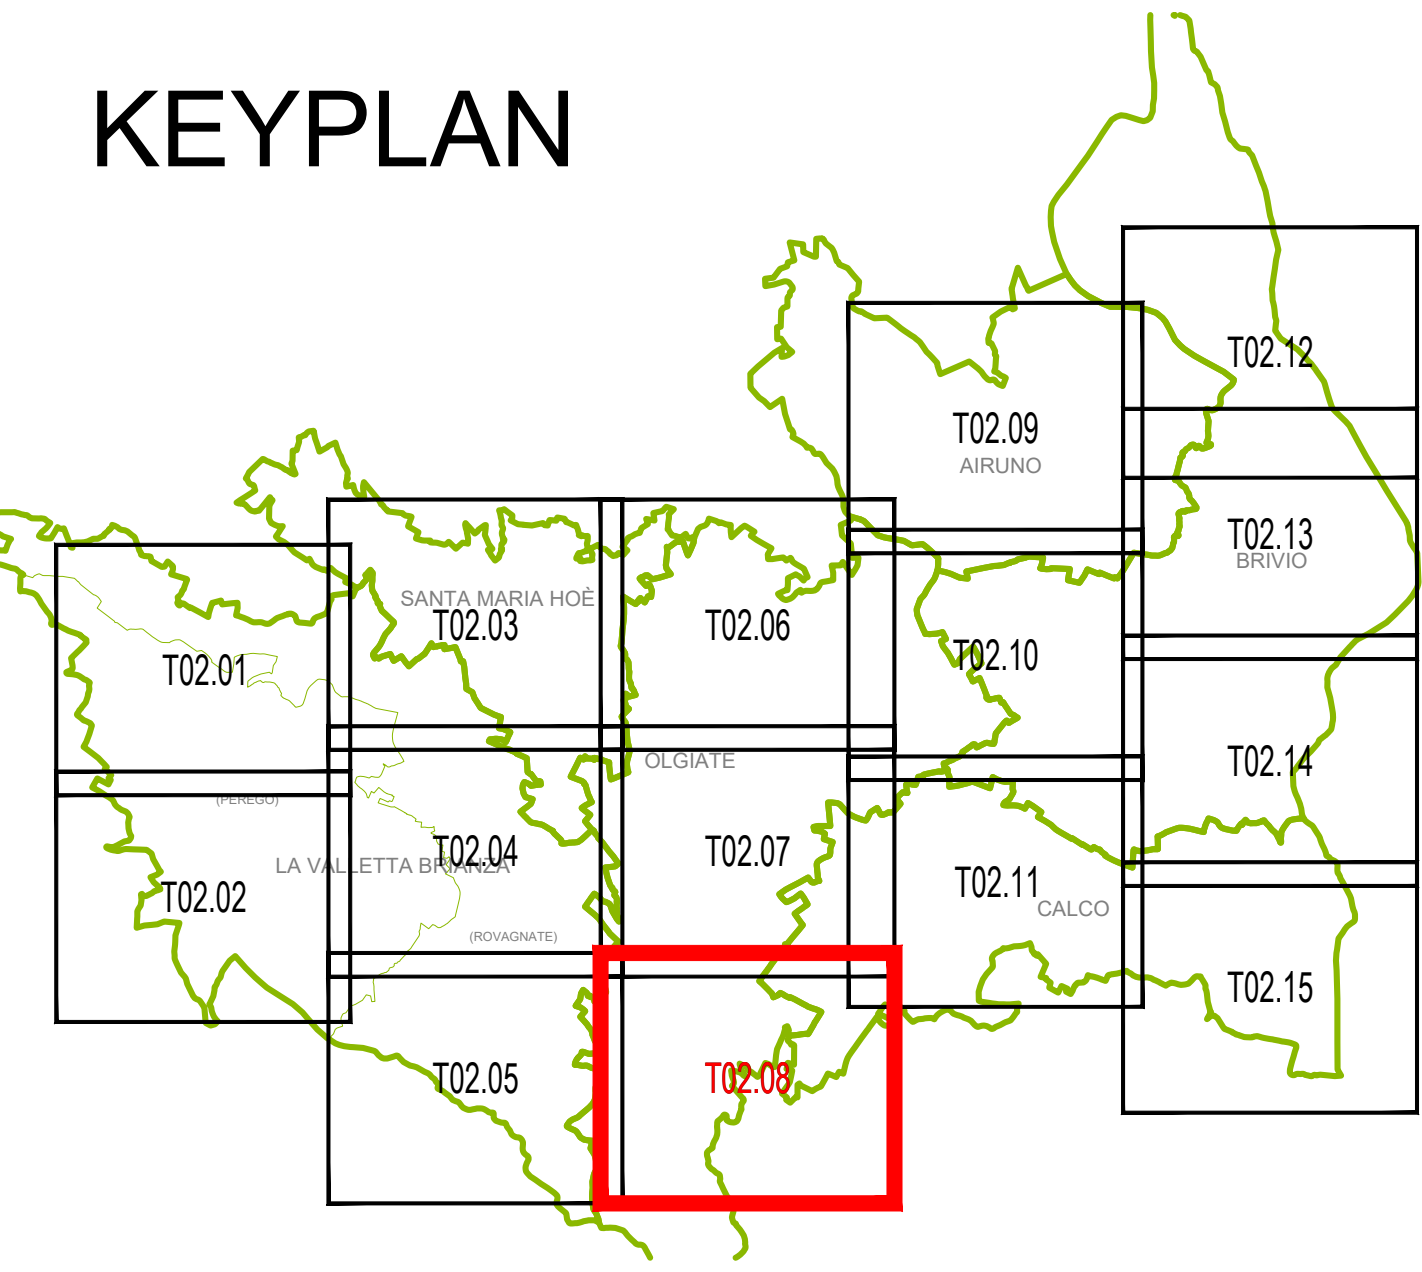 KEYPLAN
T02.12
T02.09
AIRUNO
T02.13
BRIVIO
SANTA MARIA HOÈ
T02.03
T02.06
T02.10
T02.01
OLGIATE
T02.14
(PEREGO)
T02.04
T02.07
LA VALLETTA BRIANZA
T02.11
T02.02
CALCO
(ROVAGNATE)
T02.15
T02.05
T02.08